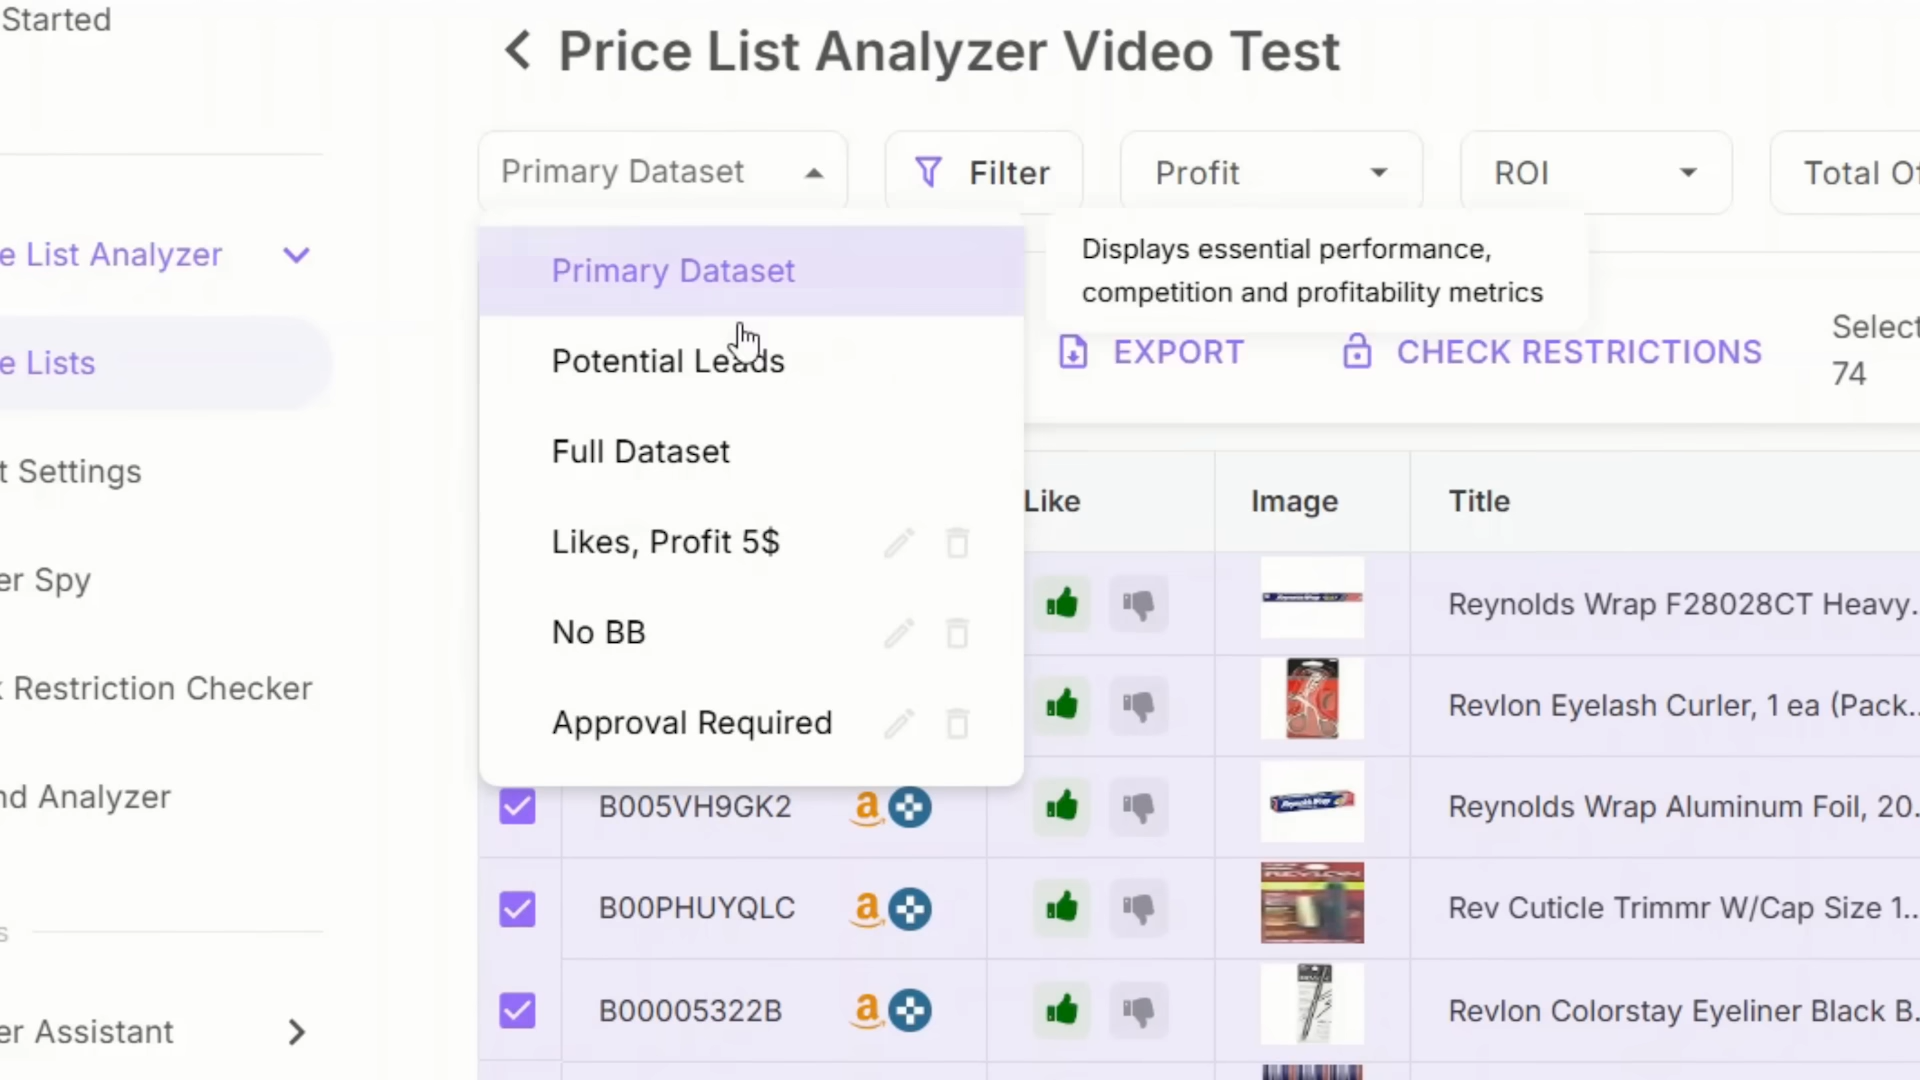 Started
e List Analyzer
e Lists
t Settings
er Spy
k Restriction Checker
nd Analyzer
s
er Assistant
Price List Analyzer Video Test
Primary Dataset
Filter
Profit
ROI
Total Of
Primary Dataset
Potential Leads
Full Dataset
Likes, Profit 5$
No BB
Approval Required
Displays essential performance,
competition and profitability metrics
EXPORT
CHECK RESTRICTIONS
Select
74
Like Image Title
Reynolds Wrap F28028CT Heavy...
Revlon Eyelash Curler, 1 ea (Pack...
B005VH9GK2 a Reynolds Wrap Aluminum Foil, 20...
B00PHUYQLC a Rev Cuticle Trimmr W/Cap Size 1...
B00005322B a Revlon Colorstay Eyeliner Black B...